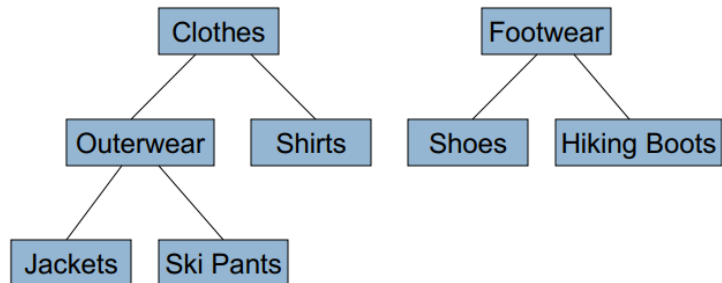 Clothes
Footwear
Outerwear
Shirts
Shoes
Hiking Boots
Jackets
Ski Pants